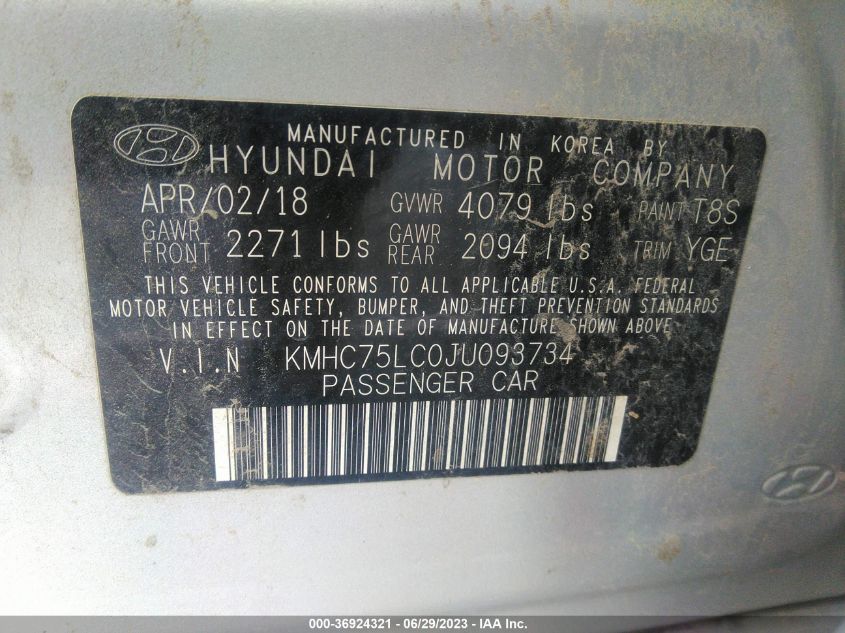 MANUFACTURED IN KOREA BY
HYUNDAI MOTOR COMPANY
APR/02/18 GVWR 4079 lbs PAINT T8S
GAWR FRONT 2271 lbs GAWR REAR 2094 lbs TRIM YGE
THIS VEHICLE CONFORMS TO ALL APPLICABLE U.S.A. FEDERAL
MOTOR VEHICLE SAFETY, BUMPER, AND THEFT PREVENTION STANDARDS
IN EFFECT ON THE DATE OF MANUFACTURE SHOWN ABOVE
V.I.N KMHC75LC0JU093734
PASSENGER CAR
000-36924321 - 06/29/2023 - IAA Inc.